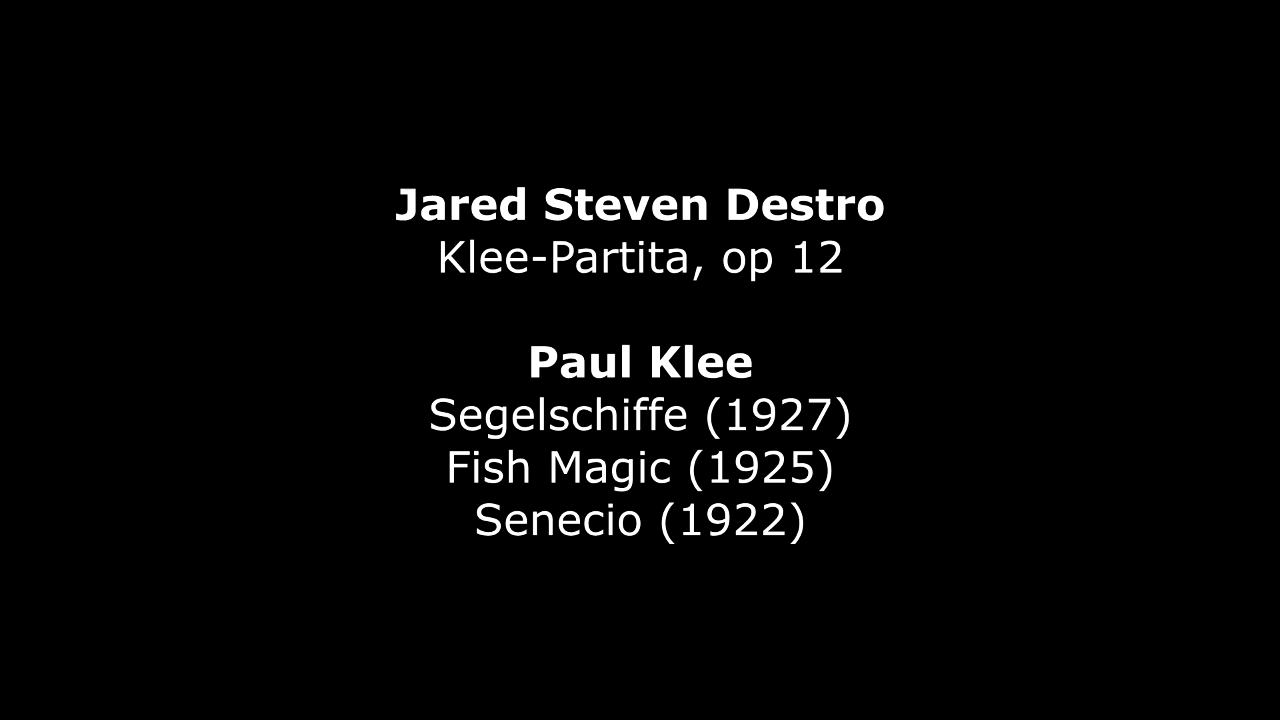 Jared Steven Destro
Klee-Partita, op 12
Paul Klee
Segelschiffe (1927)
Fish Magic (1925)
Senecio (1922)